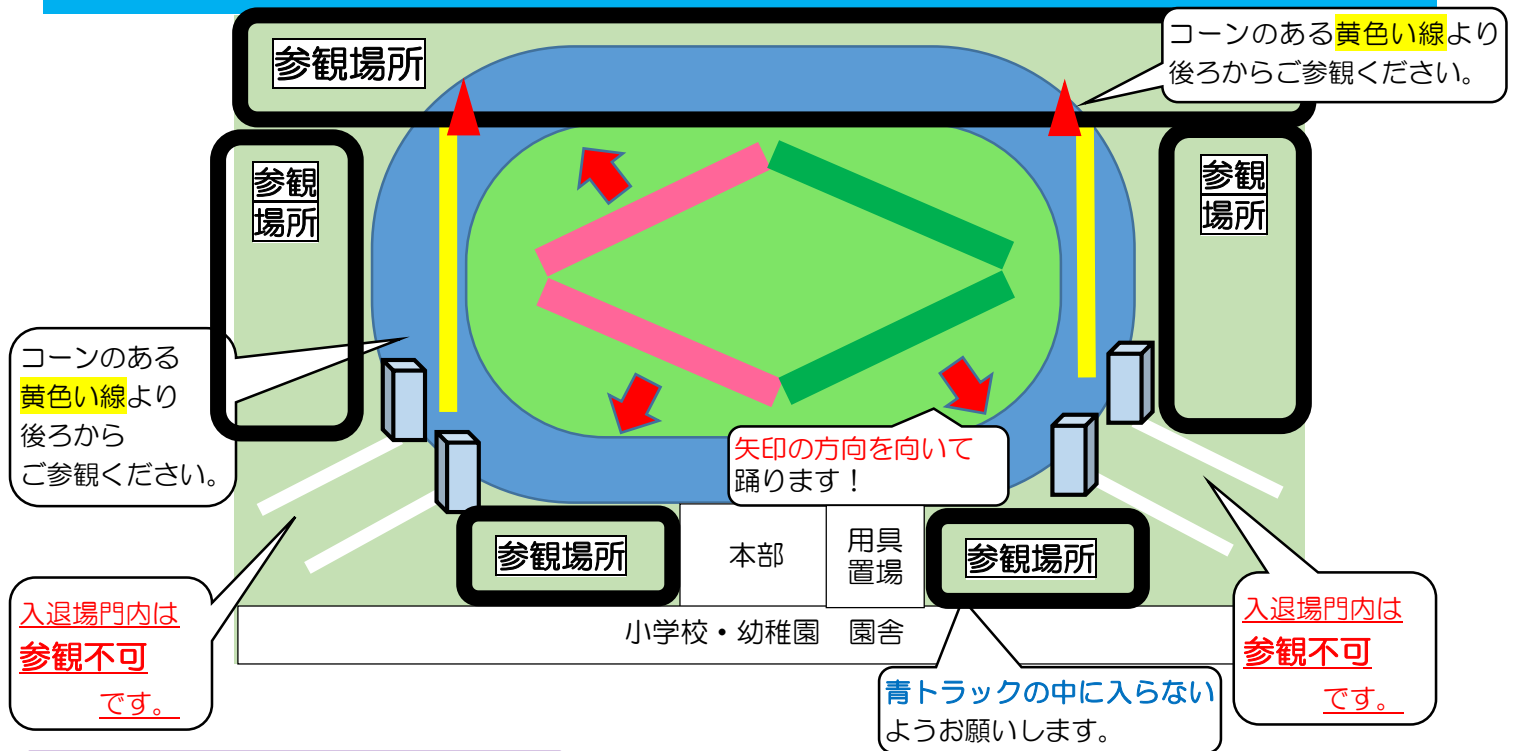 参観場所
コーンのある黄色い線より
後ろからご参観ください。
参観
場所
参観
場所
コーンのある
黄色い線より
後ろから
ご参観ください。
矢印の方向を向いて
踊ります！
参観場所
本部
用具
置場
参観場所
入退場門内は
参観不可
です。
入退場門内は
参観不可
です。
小学校・幼稚園　園舎
青トラックの中に入らない
ようお願いします。